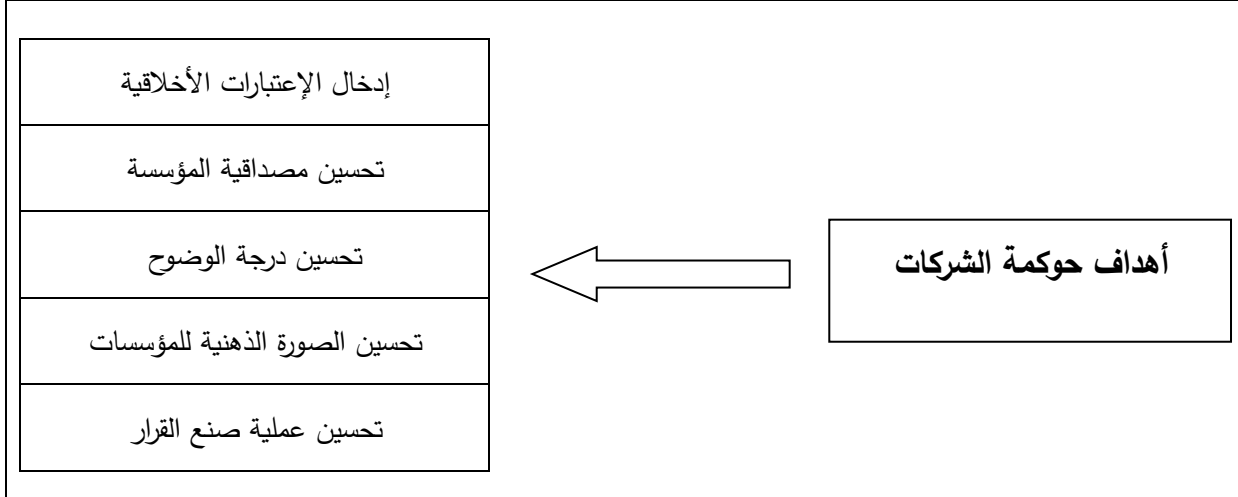 أهداف حوكمة الشركات
إدخال الإعتبارات الأخلاقية
تحسين مصداقية المؤسسة
تحسين درجة الوضوح
تحسين الصورة الذهنية للمؤسسات
تحسين عملية صنع القرار